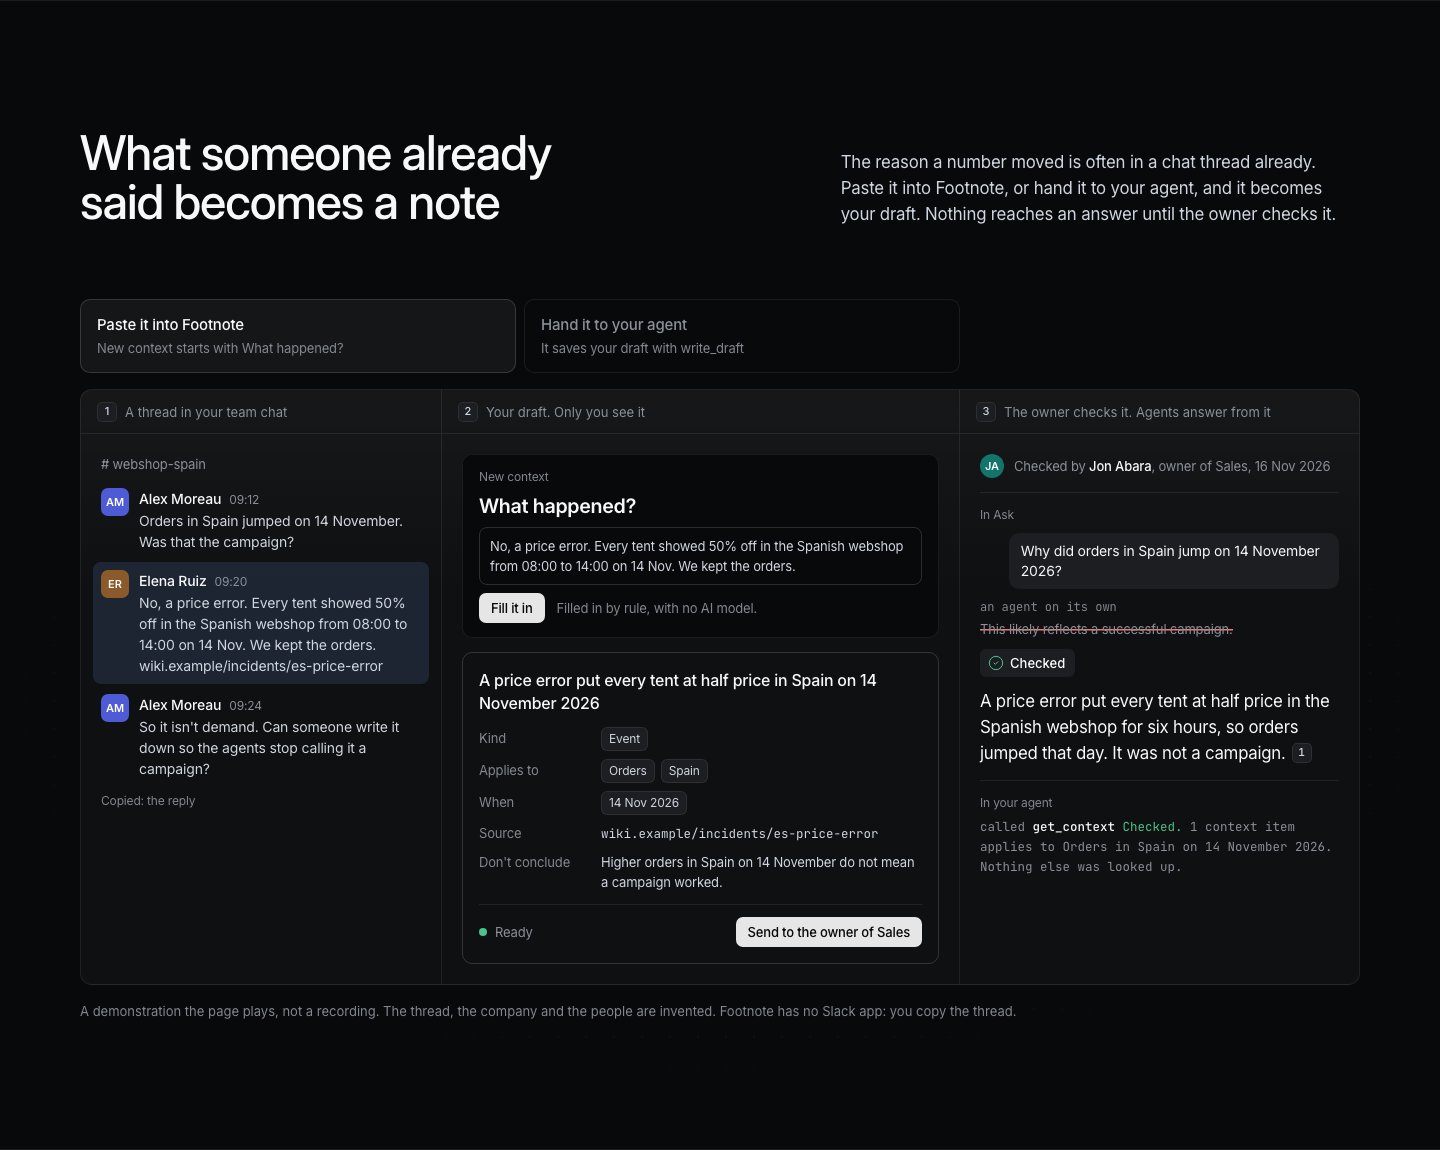 What someone already
said becomes a note
The reason a number moved is often in a chat thread already.
Paste it into Footnote, or hand it to your agent, and it becomes
your draft. Nothing reaches an answer until the owner checks it.
Paste it into Footnote
New context starts with What happened?
Hand it to your agent
It saves your draft with write_draft
1 A thread in your team chat
# webshop-spain
AM Alex Moreau 09:12
Orders in Spain jumped on 14 November.
Was that the campaign?
ER Elena Ruiz 09:20
No, a price error. Every tent showed 50%
off in the Spanish webshop from 08:00 to
14:00 on 14 Nov. We kept the orders.
wiki.example/incidents/es-price-error
AM Alex Moreau 09:24
So it isn't demand. Can someone write it
down so the agents stop calling it a
campaign?
Copied: the reply
2 Your draft. Only you see it
New context
What happened?
No, a price error. Every tent showed 50% off in the Spanish webshop
from 08:00 to 14:00 on 14 Nov. We kept the orders.
Fill it in Filled in by rule, with no AI model.
A price error put every tent at half price in Spain on 14
November 2026
Kind Event
Applies to Orders Spain
When 14 Nov 2026
Source wiki.example/incidents/es-price-error
Don't conclude Higher orders in Spain on 14 November do not mean
a campaign worked.
Ready Send to the owner of Sales
3 The owner checks it. Agents answer from it
JA Checked by Jon Abara, owner of Sales, 16 Nov 2026
In Ask
Why did orders in Spain jump on 14 November
2026?
an agent on its own
This likely reflects a successful campaign.
Checked
A price error put every tent at half price in the
Spanish webshop for six hours, so orders
jumped that day. It was not a campaign. 1
In your agent
called get_context Checked. 1 context item
applies to Orders in Spain on 14 November 2026.
Nothing else was looked up.
A demonstration the page plays, not a recording. The thread, the company and the people are invented. Footnote has no Slack app: you copy the thread.